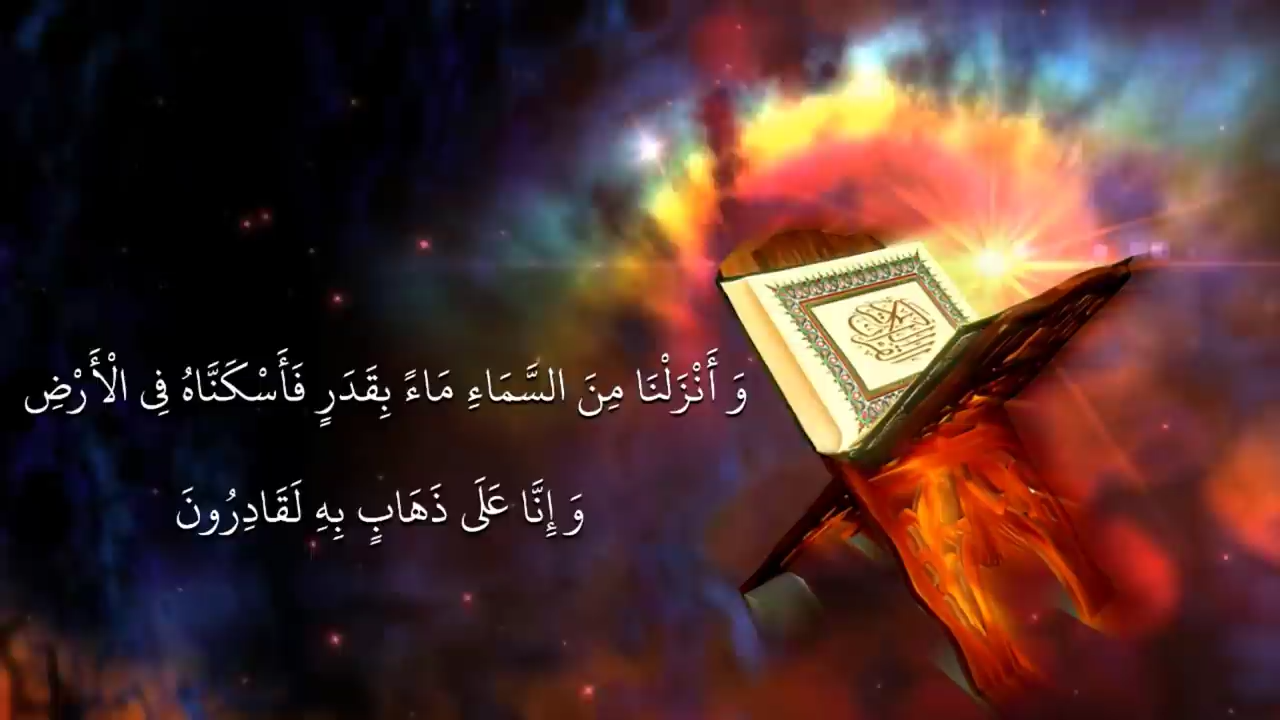 وَ أَنْزَلْنَا مِنَ السَّمَاءِ مَاءً بِقَدَرٍ فَأَسْكَنَّاهُ فِی الْأَرْضِ
وَ إِنَّا عَلَی ذَهَابٍ بِهِ لَقَادِرُونَ